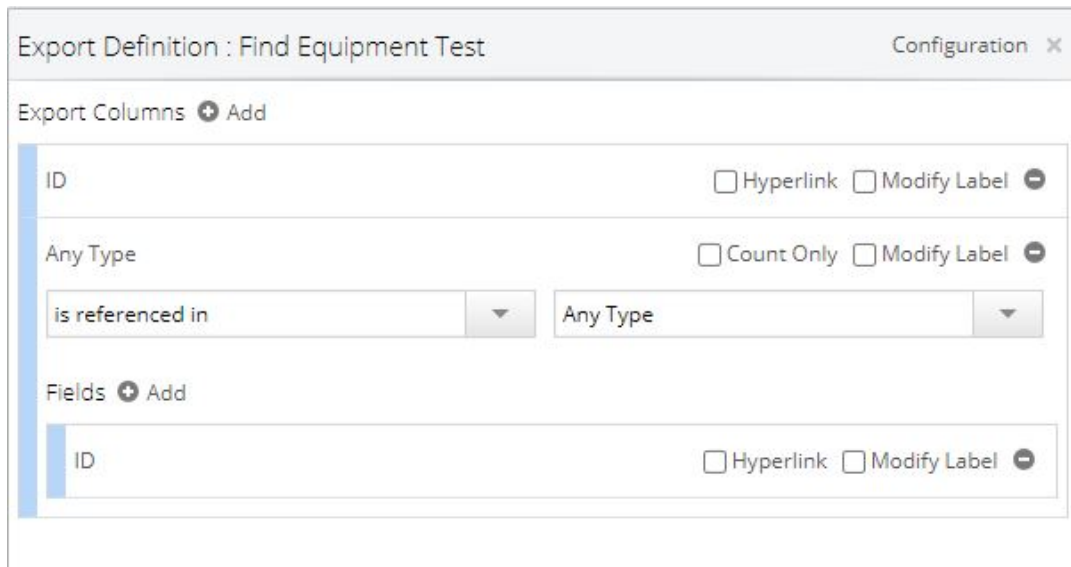 Export Definition : Find Equipment Test Configuration
Export Columns Add
ID Hyperlink Modify Label
Any Type Count Only Modify Label
is referenced in Any Type
Fields Add
ID Hyperlink Modify Label